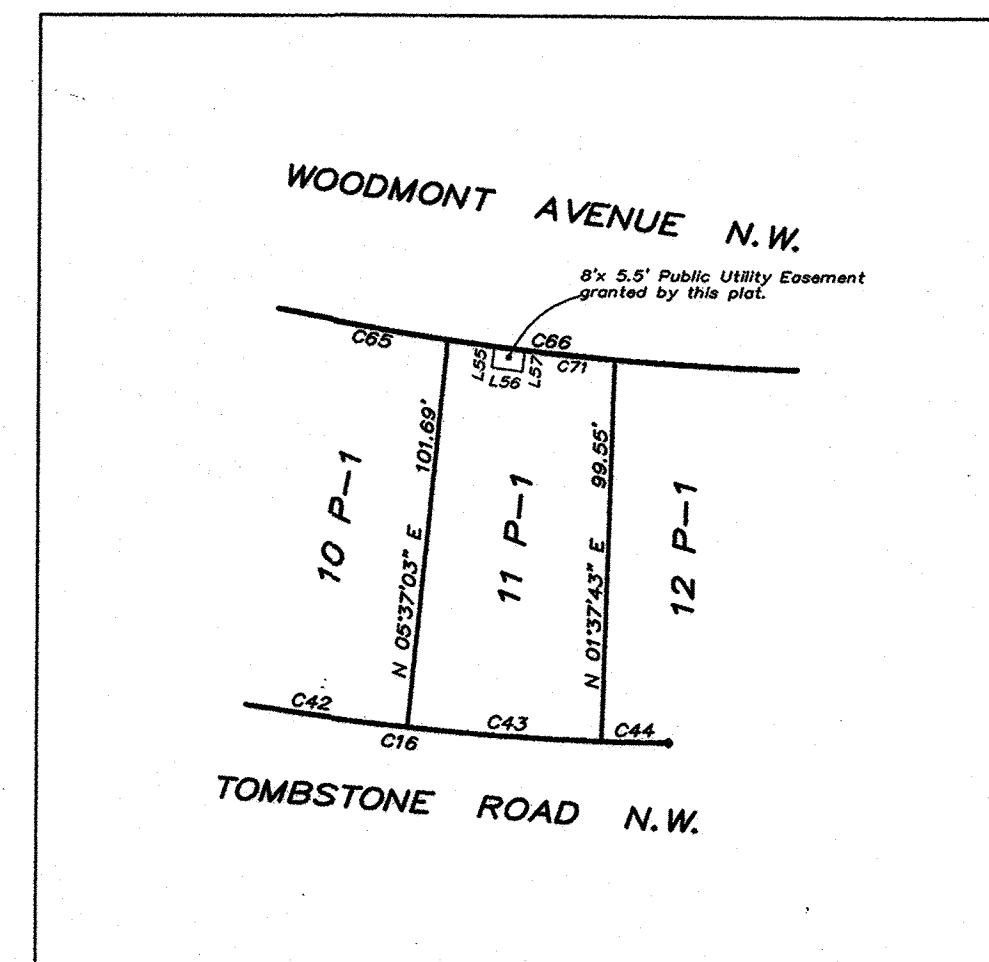 WOODMONT AVENUE N.W.
8'x 5.5' Public Utility Easement
granted by this plat.
C65
C66
L55
L57
C71
L56
101.69'
99.55'
10 P-1
11 P-1
12 P-1
N 05°37'03" E
N 01°37'43" E
C42
C43
C44
C16
TOMBSTONE ROAD N.W.